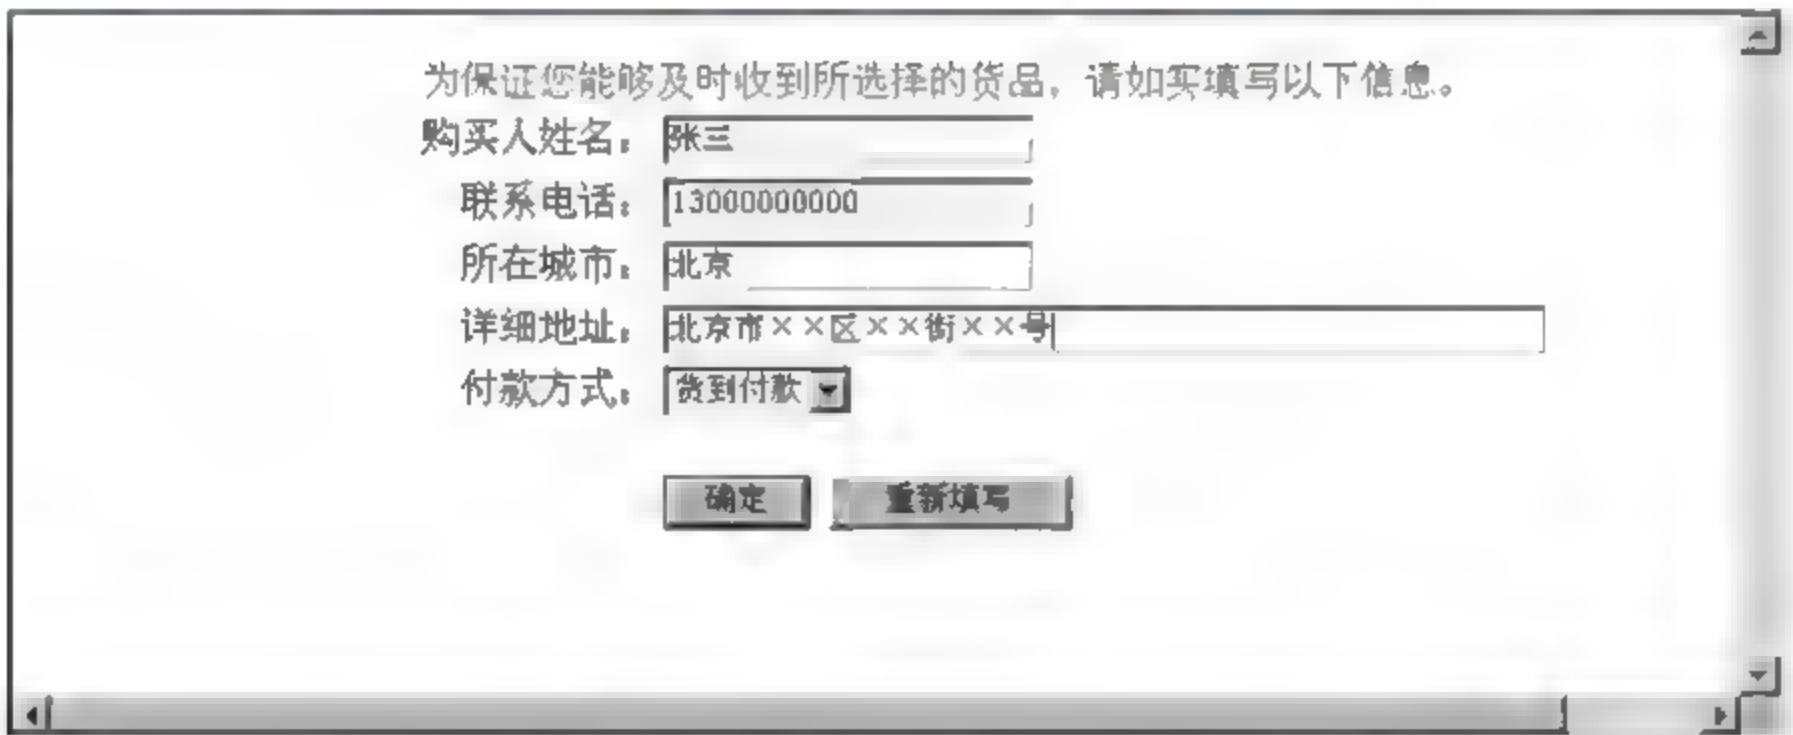 为保证您能够及时收到所选择的货品，请如实填写以下信息。
购买人姓名：张三
联系电话：13000000000
所在城市：北京
详细地址：北京市××区××街××号
付款方式：货到付款
确定 重新填写